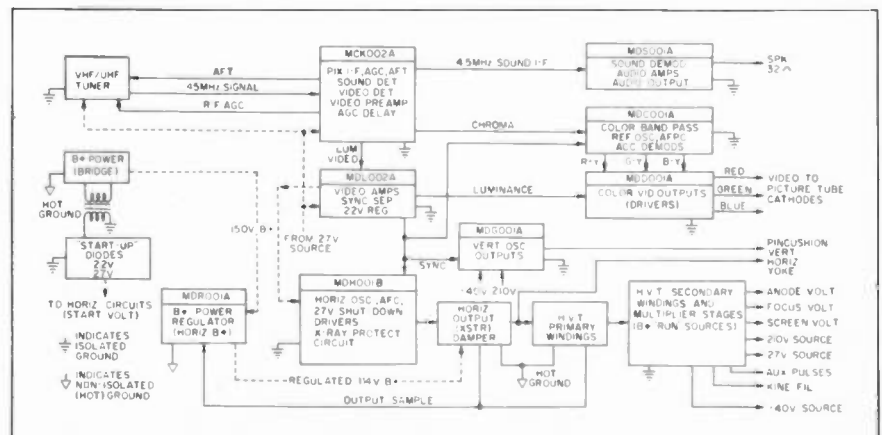 MCK002A
PIX I-F, AGC, AFT
SOUND DET
VIDEO DET
VIDEO PREAMP
AGC DELAY
VHF/UHF
TUNER
AFT
45MHz SIGNAL
R-F AGC
4.5MHz SOUND I-F
MDS001A
SOUND DEMOD
AUDIO AMPS
AUDIO OUTPUT
SPK
32
CHROMA
MDC001A
COLOR BAND PASS
REF OSC, AFPC
ACC DEMODS
R-Y
G-Y
B-Y
LUM
VIDEO
MDL002A
VIDEO AMPS
SYNC SEP
22V REG
LUMINANCE
COLOR VID OUTPUTS
(DRIVERS)
RED
GREEN
BLUE
VIDEO TO
PICTURE TUBE
CATHODES
B+ POWER
(BRIDGE)
HOT
GROUND
150V B+
FROM 27V
SOURCE
"START-UP"
DIODES
22V
27V
TO HORIZ CIRCUITS
(START VOLT)
INDICATES
ISOLATED
GROUND
INDICATES
NON-ISOLATED
(HOT) GROUND
MDR001A
B+ POWER
REGULATOR
(HORIZ B+)
MDH001B
HORIZ OSC, AFC,
27V SHUT DOWN
DRIVERS
X-RAY PROTECT
CIRCUIT
SYNC
MDG001A
VERT OSC
OUTPUTS
-40V
210V
PINCUSHION
VERT
HORIZ
YOKE
HORIZ
OUTPUT
(XSTR)
DAMPER
H.V.T
PRIMARY
WINDINGS
HOT
GROUND
H.V.T SECONDARY
WINDINGS AND
MULTIPLIER STAGES
(B+ RUN SOURCES)
ANODE VOLT
FOCUS VOLT
SCREEN VOLT
210V SOURCE
27V SOURCE
AUX PULSES
KINE FIL
-40V SOURCE
REGULATED 114V B+
OUTPUT SAMPLE